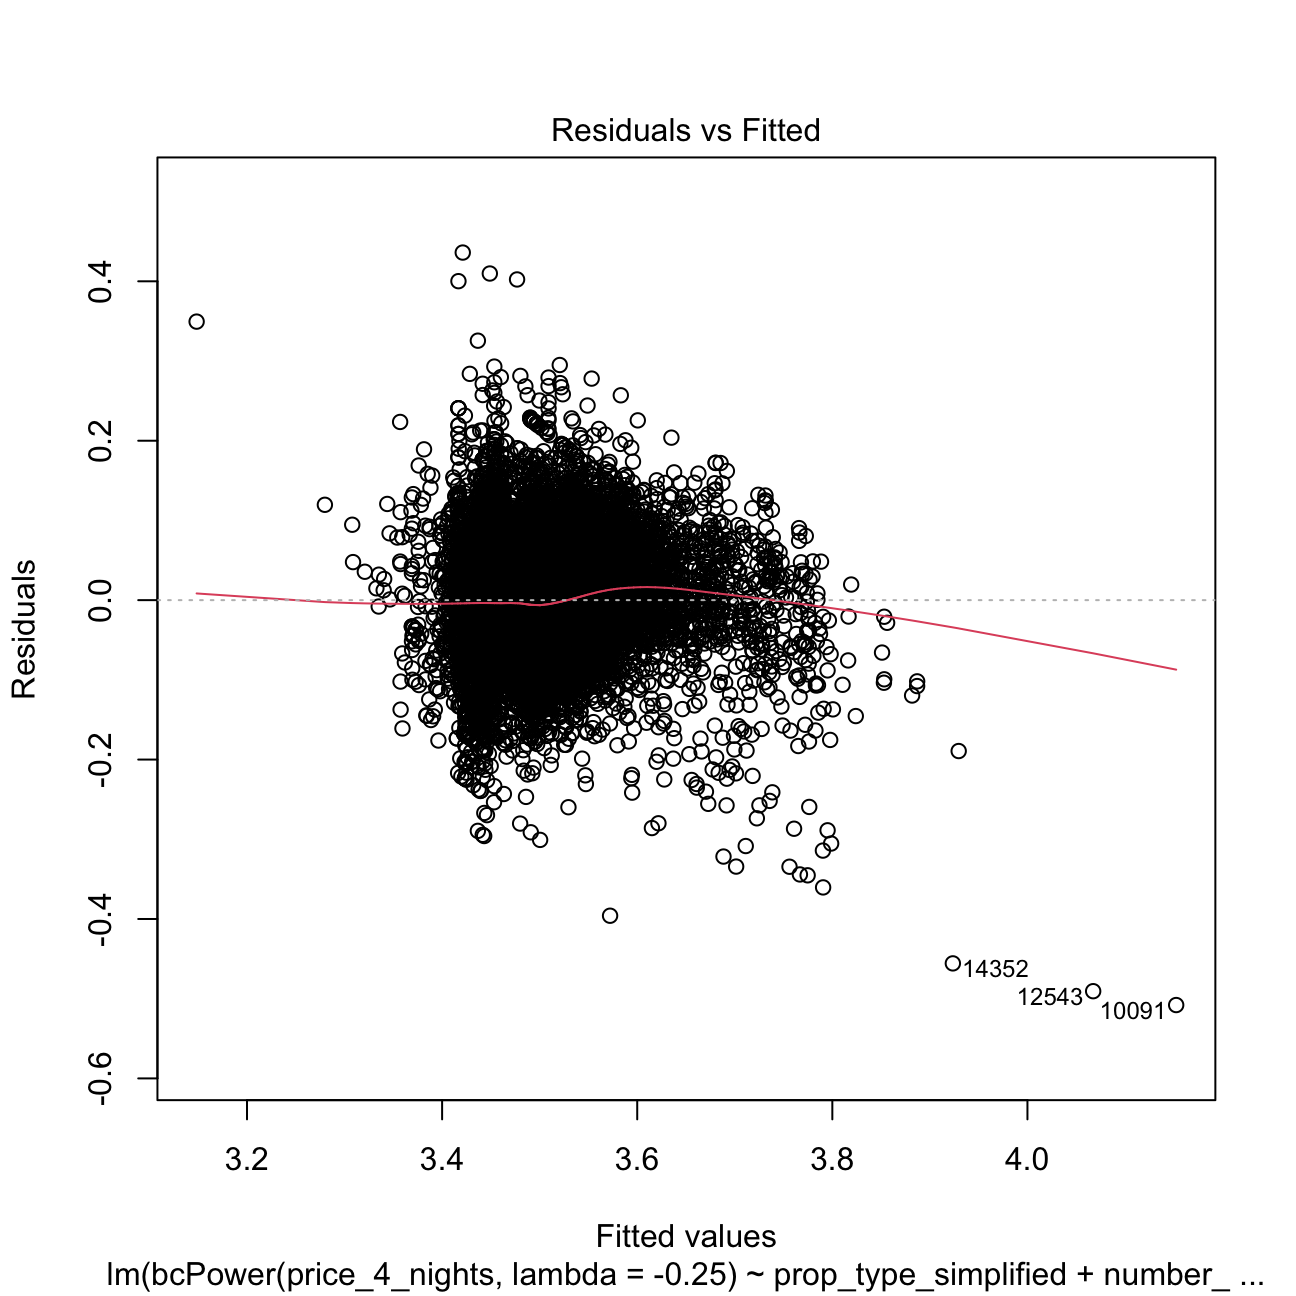 Residuals vs Fitted
Residuals
0.4
0.2
0.0
-0.2
-0.4
-0.6
14352
12543
10091
3.2 3.4 3.6 3.8 4.0
Fitted values
lm(bcPower(price_4_nights, lambda = -0.25) ~ prop_type_simplified + number_ ...